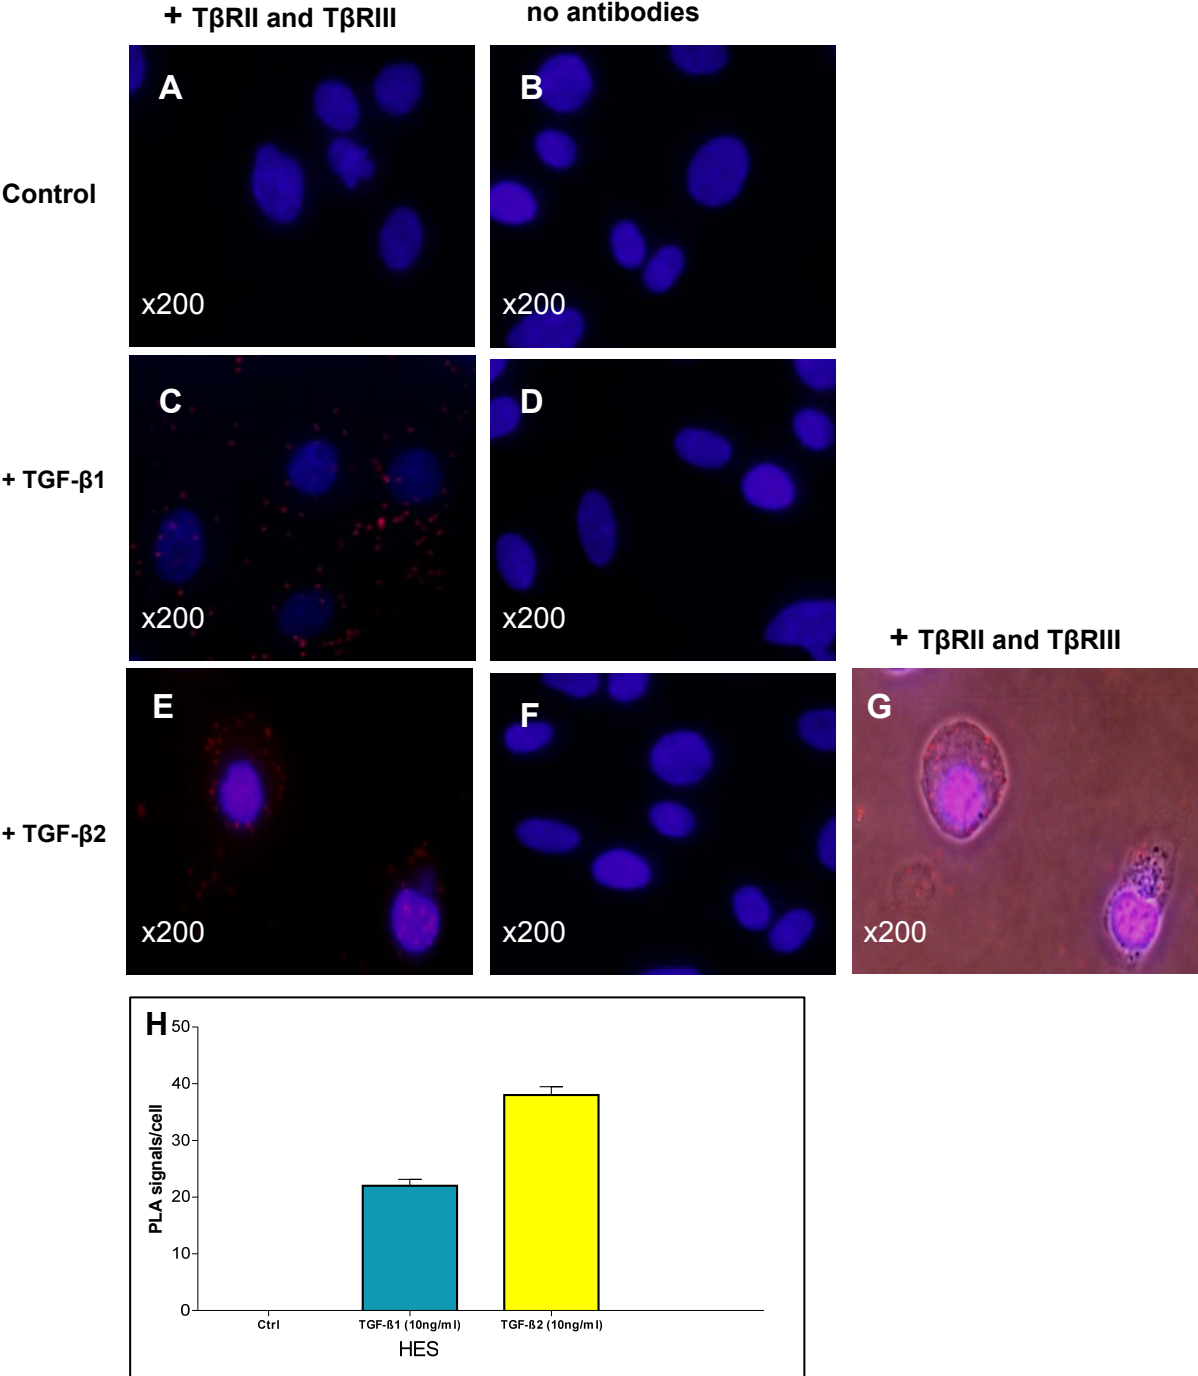 + TβRII and TβRIII
no antibodies
Control
A
x200
B
x200
+ TGF-β1
C
x200
D
x200
+ TβRII and TβRIII
+ TGF-ß2
E
x200
F
x200
G
x200
H
50
40
30
20
10
0
PLA signals/cell
Ctrl
TGF-ß1 (10ng/ml)
TGF-ß2 (10ng/ml)
HES